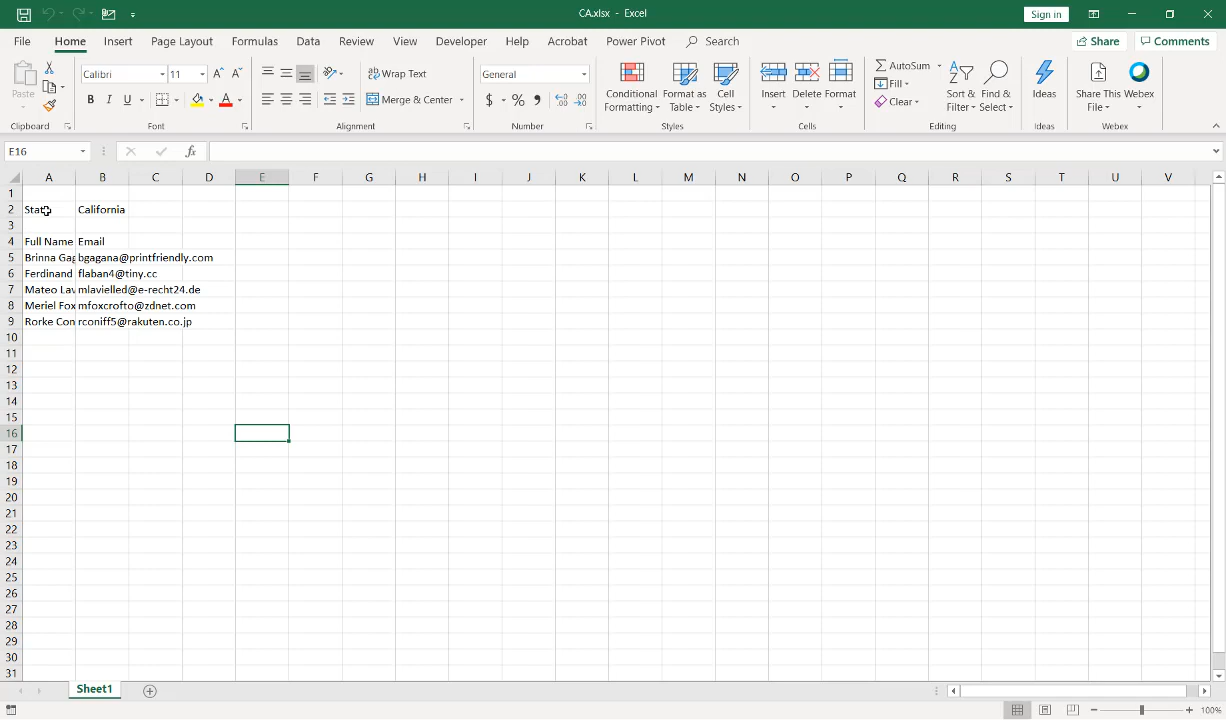 CA.xlsx - Excel
Sign in
File Home Insert Page Layout Formulas Data Review View Developer Help Acrobat Power Pivot Search Share Comments
Paste
Calibri 11 A A
B I U A
Wrap Text
Merge & Center
General
$ % 9
Conditional Formatting
Format as Table
Cell Styles
Insert
Delete
Format
AutoSum
Fill
Clear
Sort & Filter
Find & Select
Ideas
Share This File
Webex
Clipboard Font Alignment Number Styles Cells Editing Ideas Webex
E16 fx
A B C D E F G H I J K L M N O P Q R S T U V
1
2 Stat California
3
4 Full Name Email
5 Brinna Gag bgagana@printfriendly.com
6 Ferdinand flaban4@tiny.cc
7 Mateo Lav mlavielled@e-recht24.de
8 Meriel Fox mfoxcrofto@zdnet.com
9 Rorke Con rconiff5@rakuten.co.jp
10
11
12
13
14
15
16
17
18
19
20
21
22
23
24
25
26
27
28
29
30
31
Sheet1
100%